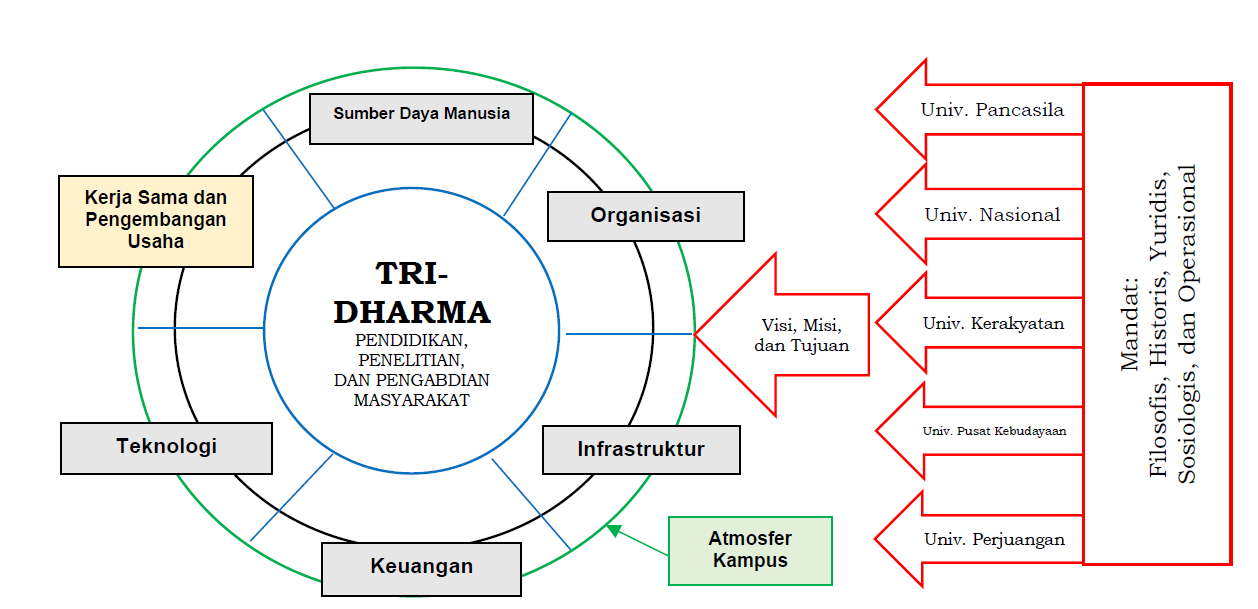 Sumber Daya Manusia
Kerja Sama dan
Pengembangan
Usaha
Organisasi
TRI-
DHARMA
PENDIDIKAN,
PENELITIAN,
DAN PENGABDIAN
MASYARAKAT
Teknologi
Infrastruktur
Keuangan
Atmosfer
Kampus
Visi, Misi,
dan Tujuan
Univ. Pancasila
Univ. Nasional
Univ. Kerakyatan
Univ. Pusat Kebudayaan
Univ. Perjuangan
Mandat:
Filosofis, Historis, Yuridis,
Sosiologis, dan Operasional